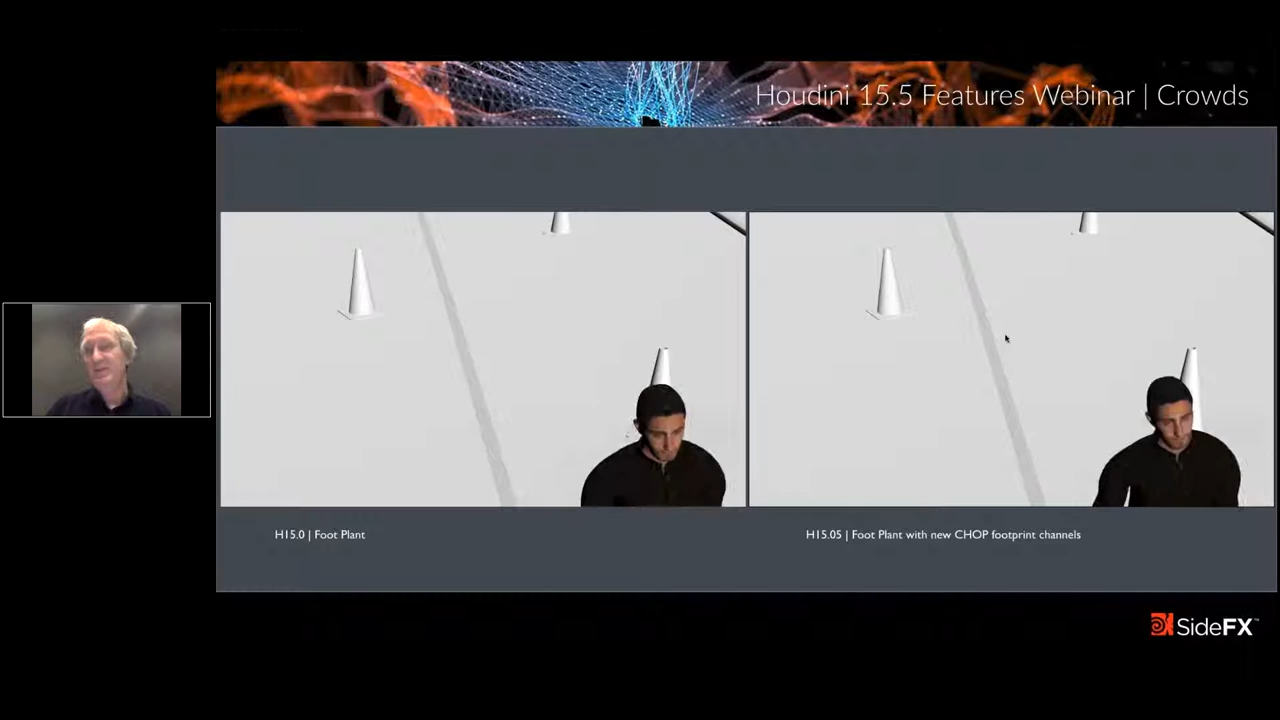 Houdini 15.5 Features Webinar | Crowds
H15.0 | Foot Plant
H15.05 | Foot Plant with new CHOP footprint channels
SideFX™